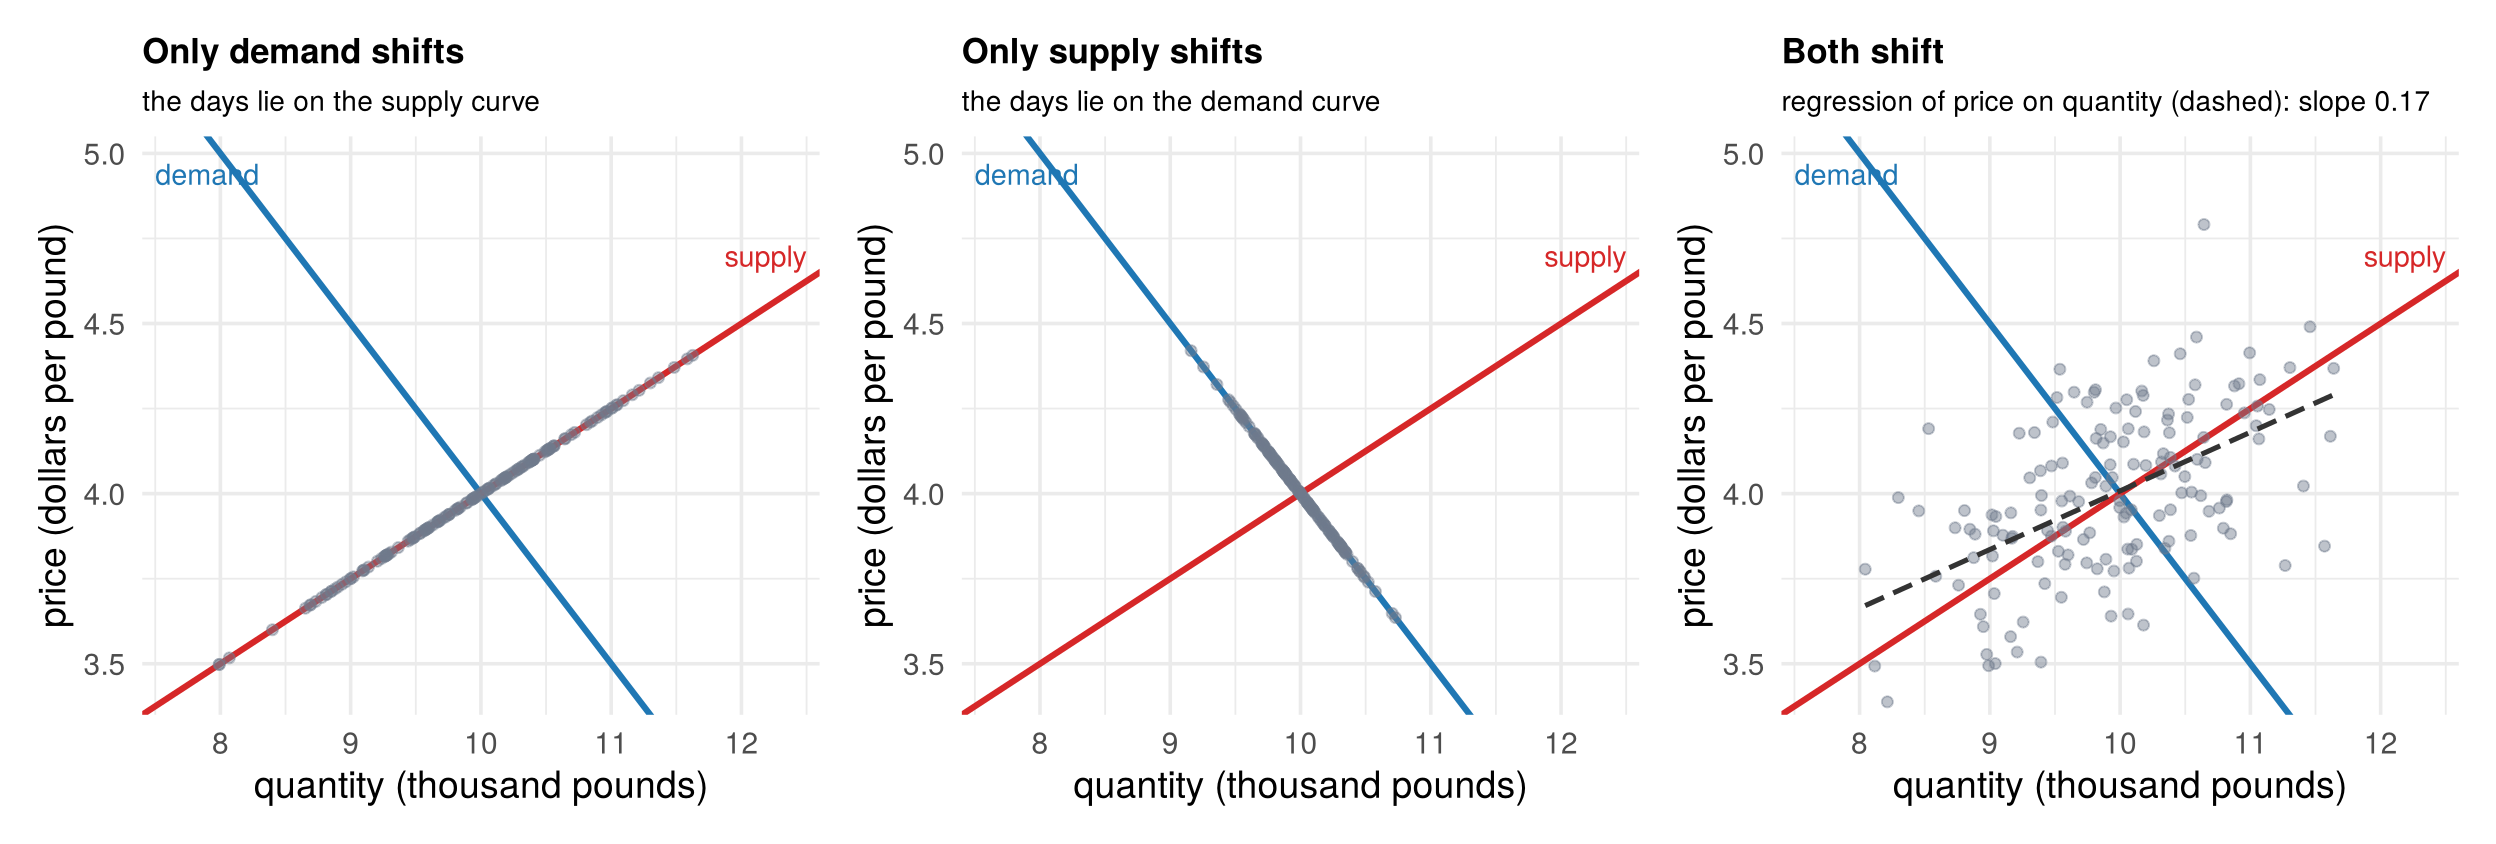 Only demand shifts
the days lie on the supply curve
5.0
4.5
4.0
3.5
price (dollars per pound)
demand
supply
8 9 10 11 12
quantity (thousand pounds)
Only supply shifts
the days lie on the demand curve
5.0
4.5
4.0
3.5
price (dollars per pound)
demand
supply
8 9 10 11 12
quantity (thousand pounds)
Both shift
regression of price on quantity (dashed): slope 0.17
5.0
4.5
4.0
3.5
price (dollars per pound)
demand
supply
8 9 10 11 12
quantity (thousand pounds)